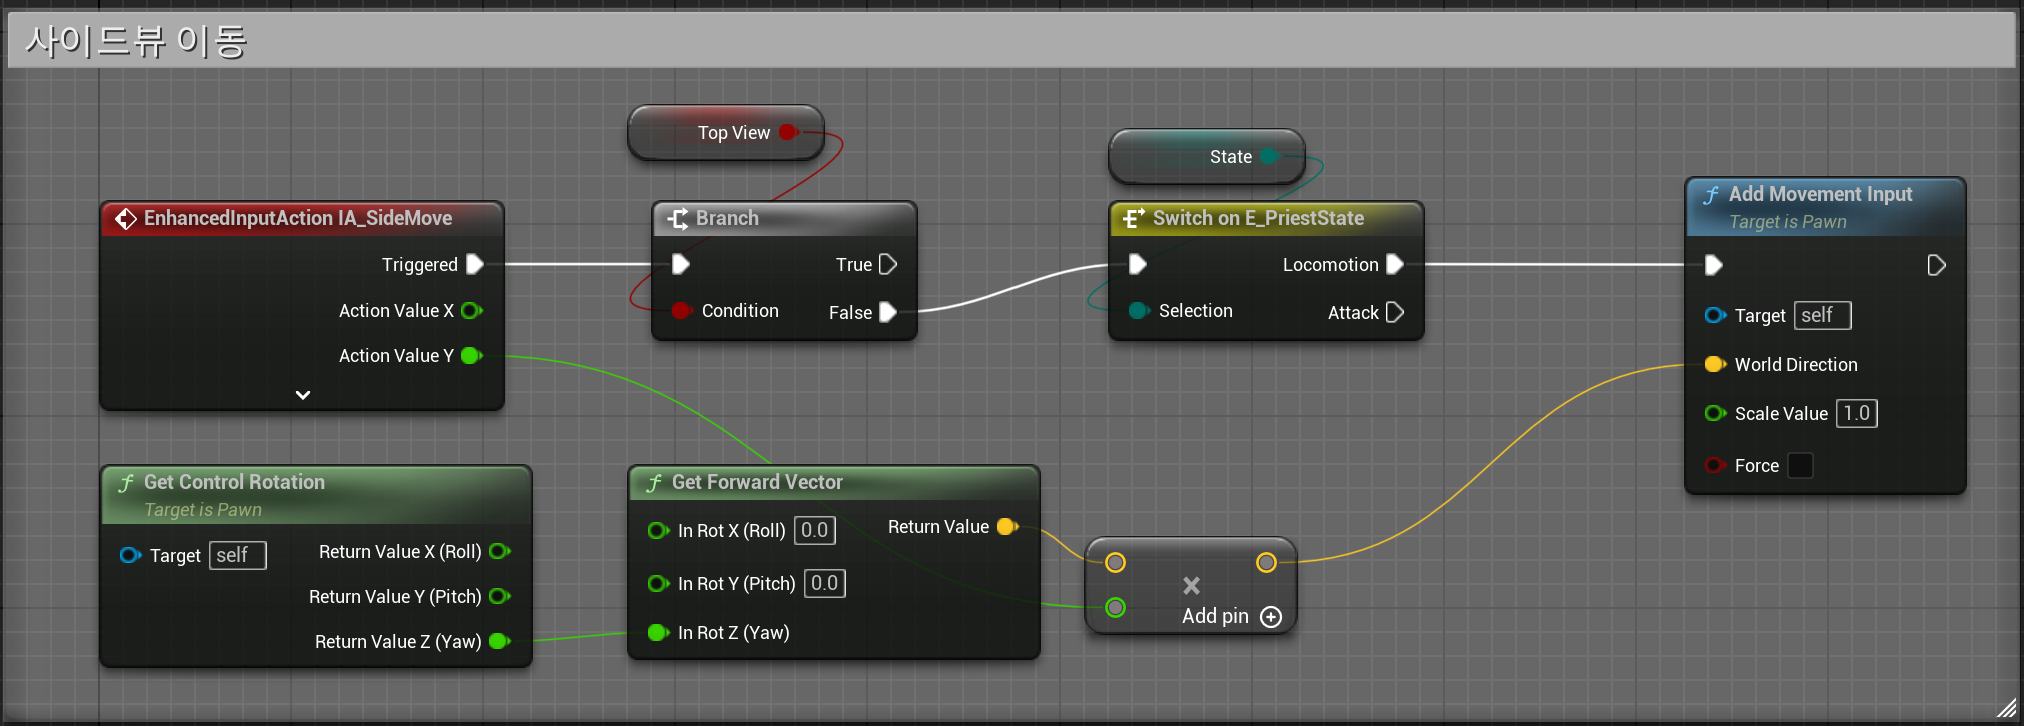 사이드뷰 이동
Top View
State
EnhancedInputAction IA_SideMove
Triggered
Action Value X
Action Value Y
Branch
True
Condition
False
Switch on E_PriestState
Locomotion
Selection
Attack
Add Movement Input
Target is Pawn
Target self
World Direction
Scale Value 1.0
Force
Get Control Rotation
Target is Pawn
Target self
Return Value X (Roll)
Return Value Y (Pitch)
Return Value Z (Yaw)
Get Forward Vector
In Rot X (Roll) 0.0
Return Value
In Rot Y (Pitch) 0.0
In Rot Z (Yaw)
Add pin